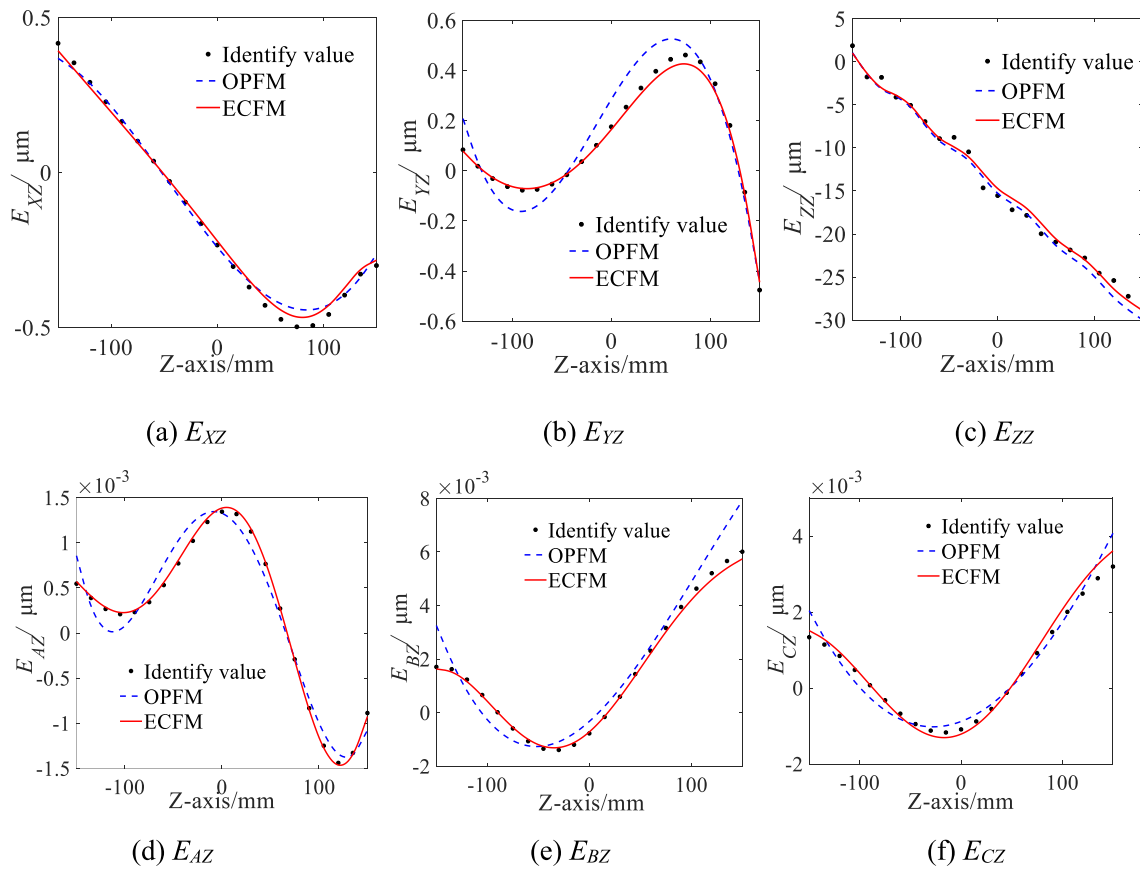 0.5
0
-0.5
-100
0
100
Z-axis/mm
E_XZ/ μm
Identify value
OPFM
ECFM
(a) E_XZ
0.6
0.4
0.2
0
-0.2
0.4
0.6
-100
0
100
Z-axis/mm
E_YZ/ μm
Identify value
OPFM
ECFM
(b) E_YZ
5
0
-5
-10
-15
-20
-25
-30
-100
0
100
Z-axis/mm
E_ZZ/ μm
Identify value
OPFM
ECFM
(c) E_ZZ
×10⁻³
1.5
1
0.5
0
-0.5
-1
-1.5
-100
0
100
Z-axis/mm
E_AZ/ μm
Identify value
OPFM
ECFM
(d) E_AZ
×10⁻³
8
6
4
2
0
-2
-100
0
100
Z-axis/mm
E_BZ/ μm
Identify value
OPFM
ECFM
(e) E_BZ
×10⁻³
4
2
0
-2
-100
0
100
Z-axis/mm
E_CZ/ μm
Identify value
OPFM
ECFM
(f) E_CZ